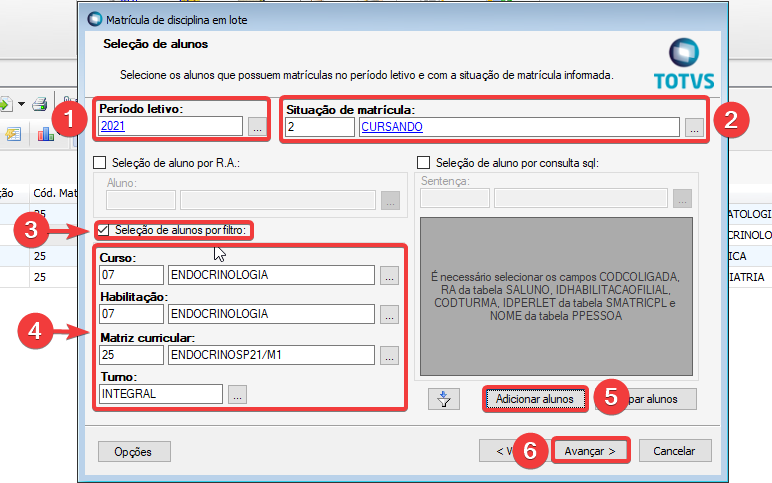 Matrícula de disciplina em lote
Seleção de alunos
Selecione os alunos que possuem matrículas no período letivo e com a situação de matrícula informada.
TOTVS
1
Período letivo:
2021
...
Situação de matrícula:
2
CURSANDO
...
2
Seleção de aluno por R.A.:
Seleção de aluno por consulta sql:
Aluno:
...
Sentença:
...
ção
Cód. Mat
25
25
25
25
ATOLOGI
CRINOLO
ICA
IATRIA
3
Seleção de alunos por filtro:
4
Curso:
07
ENDOCRINOLOGIA
...
Habilitação:
07
ENDOCRINOLOGIA
...
Matriz curricular:
25
ENDOCRINOSP21/M1
...
Turno:
INTEGRAL
...
É necessário selecionar os campos CODCOLIGADA,
RA da tabela SALUNO, IDHABILITACAOFILIAL,
CODTURMA, IDPERLET da tabela SMATRICPL e
NOME da tabela PPESSOA
Adicionar alunos
5
par alunos
Opções
< V
6
Avançar >
Cancelar